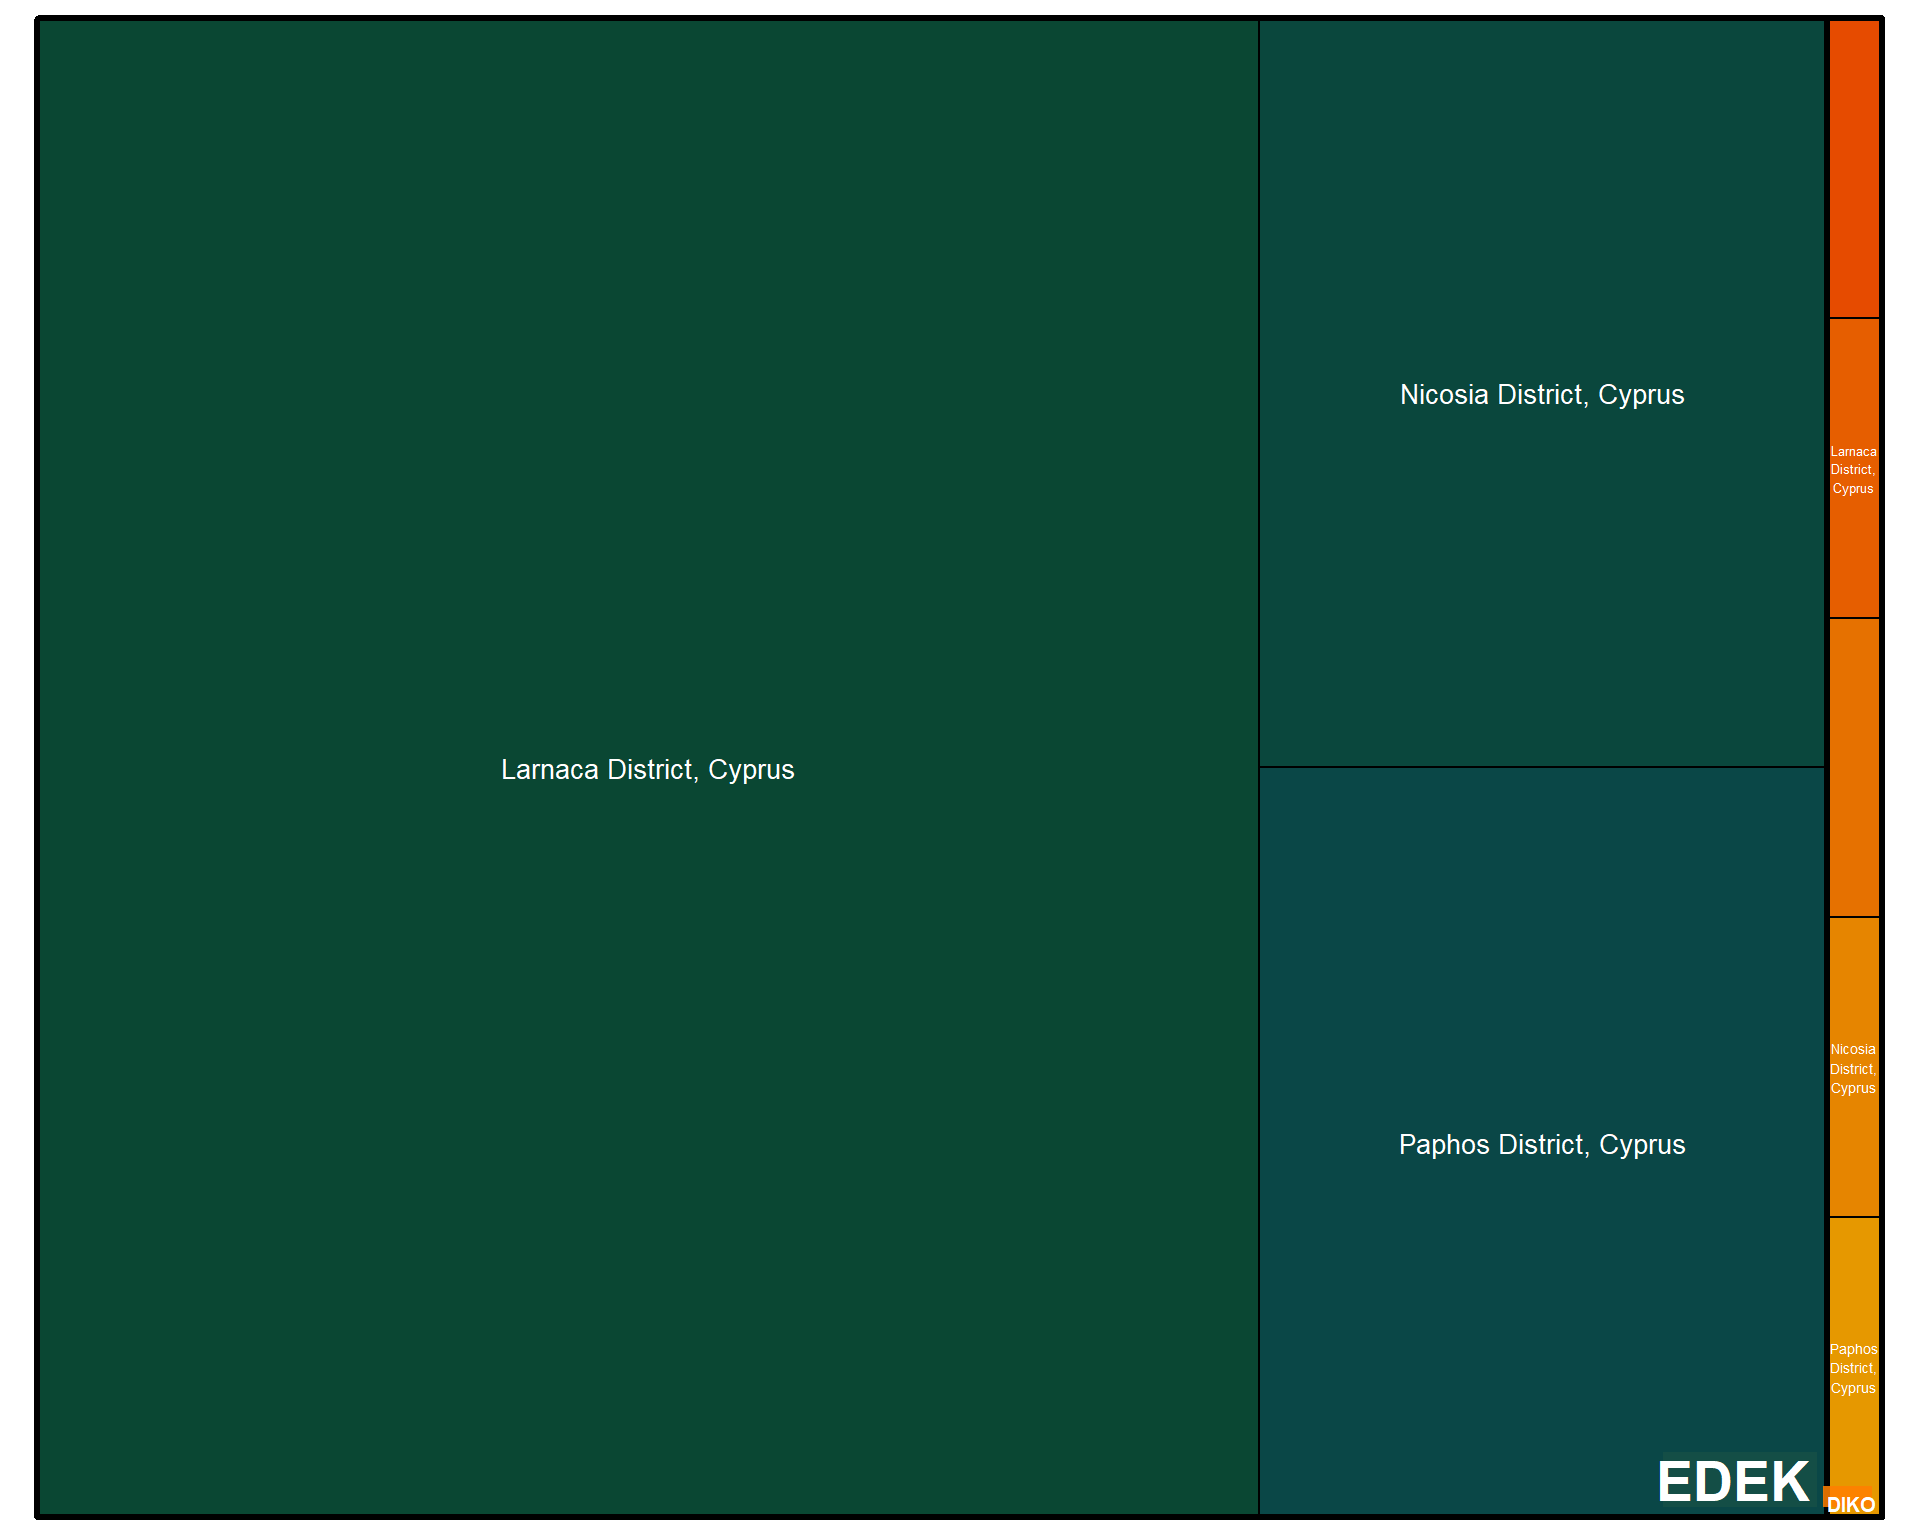 Larnaca District, Cyprus
Nicosia District, Cyprus
Paphos District, Cyprus
EDEK
Larnaca
District,
Cyprus
Nicosia
District,
Cyprus
Paphos
District,
Cyprus
DIKO